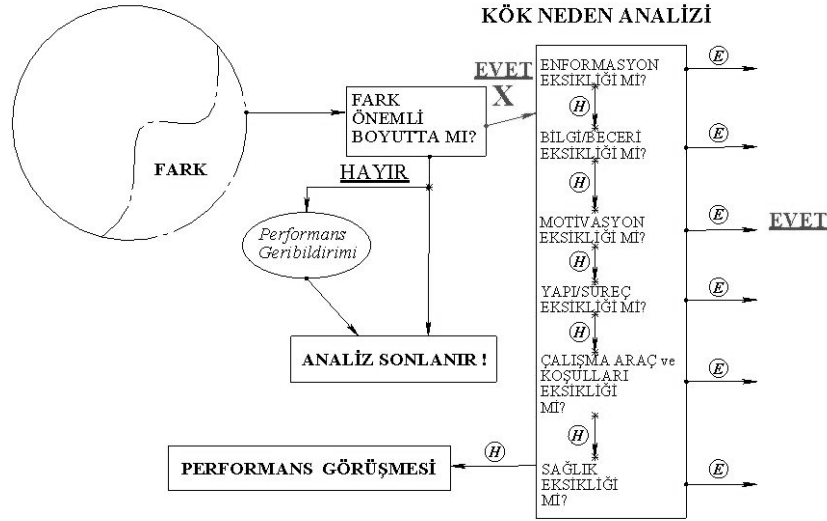 KÖK NEDEN ANALİZİ
FARK
FARK
ÖNEMLİ
BOYUTTA MI?
EVET
X
HAYIR
Performans
Geribildirimi
ANALİZ SONLANIR !
ENFORMASYON
EKSİKLİĞİ Mİ?
E
H
BİLGİ/BECERİ
EKSİKLİĞİ Mİ?
E
H
MOTİVASYON
EKSİKLİĞİ Mİ?
E
EVET
H
YAPI/SÜREÇ
EKSİKLİĞİ Mİ?
E
H
ÇALIŞMA ARAÇ ve
KOŞULLARI
EKSİKLİĞİ
Mİ?
E
H
SAĞLIK
EKSİKLİĞİ
Mİ?
E
H
PERFORMANS GÖRÜŞMESİ